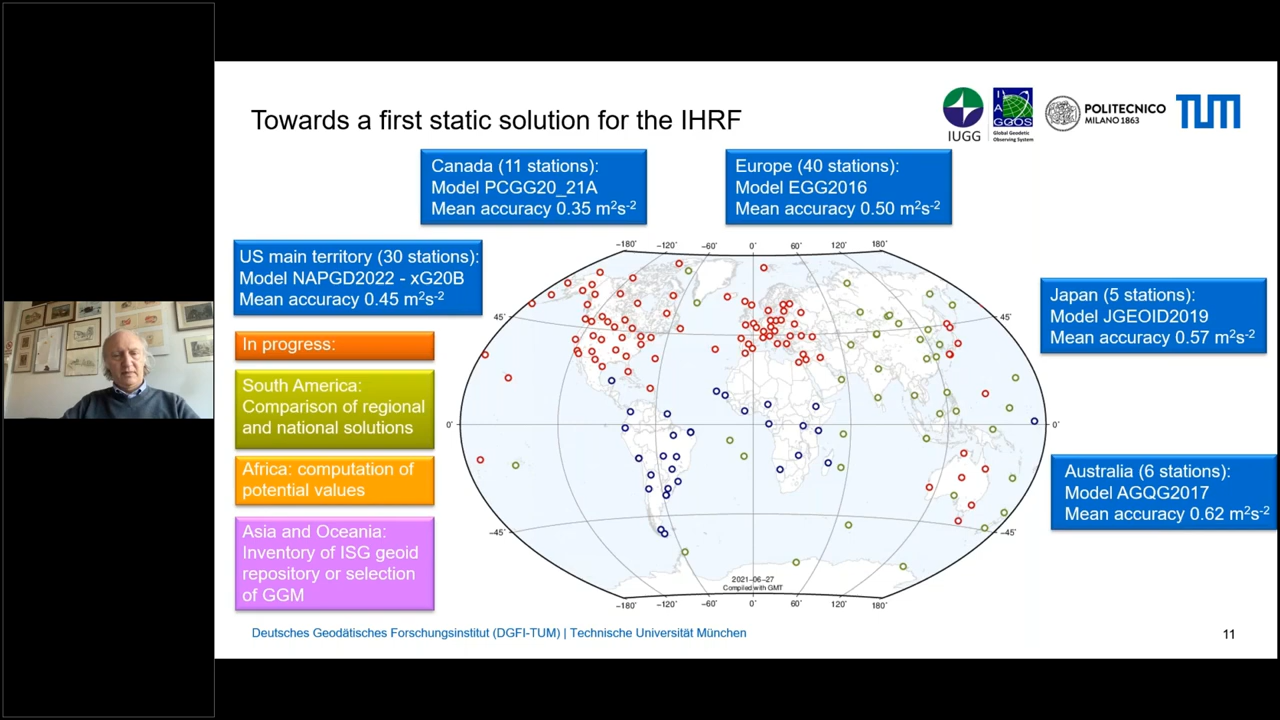 Towards a first static solution for the IHRF
IUGG
GGOS
Global Geodetic
Observing System
POLITECNICO
MILANO 1863
TUM
Canada (11 stations):
Model PCGG20_21A
Mean accuracy 0.35 m²s⁻²
Europe (40 stations):
Model EGG2016
Mean accuracy 0.50 m²s⁻²
US main territory (30 stations):
Model NAPGD2022 - xG20B
Mean accuracy 0.45 m²s⁻²
Japan (5 stations):
Model JGEOID2019
Mean accuracy 0.57 m²s⁻²
Australia (6 stations):
Model AGQG2017
Mean accuracy 0.62 m²s⁻²
In progress:
South America:
Comparison of regional
and national solutions
Africa: computation of
potential values
Asia and Oceania:
Inventory of ISG geoid
repository or selection
of GGM
−180˚ −120˚ −60˚ 0˚ 60˚ 120˚ 180˚
45˚ 45˚
0˚ 0˚
−45˚ −45˚
2021−06−27
Compiled with GMT
−180˚ −120˚ −60˚ 0˚ 60˚ 120˚ 180˚
Deutsches Geodätisches Forschungsinstitut (DGFI-TUM) | Technische Universität München
11